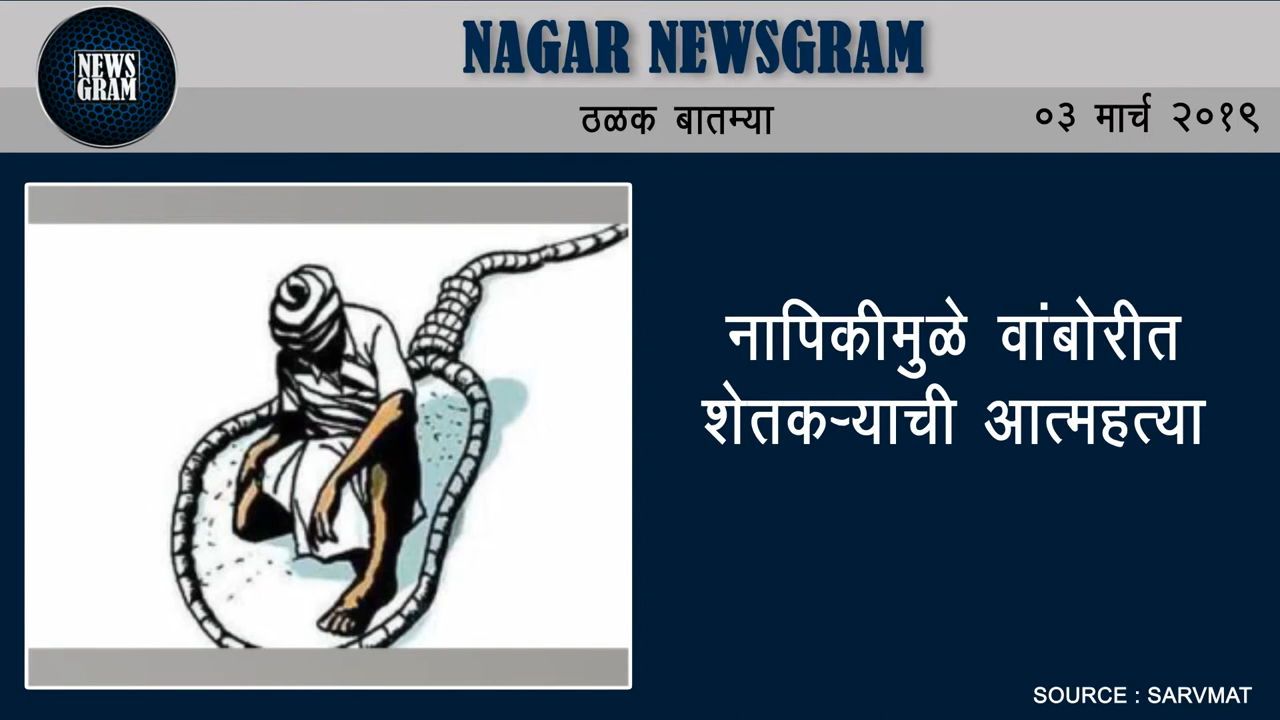 NEWS
GRAM
NAGAR NEWSGRAM
ठळक बातम्या
०३ मार्च २०१९
नापिकीमुळे वांबोरीत
शेतकऱ्याची आत्महत्या
SOURCE : SARVMAT